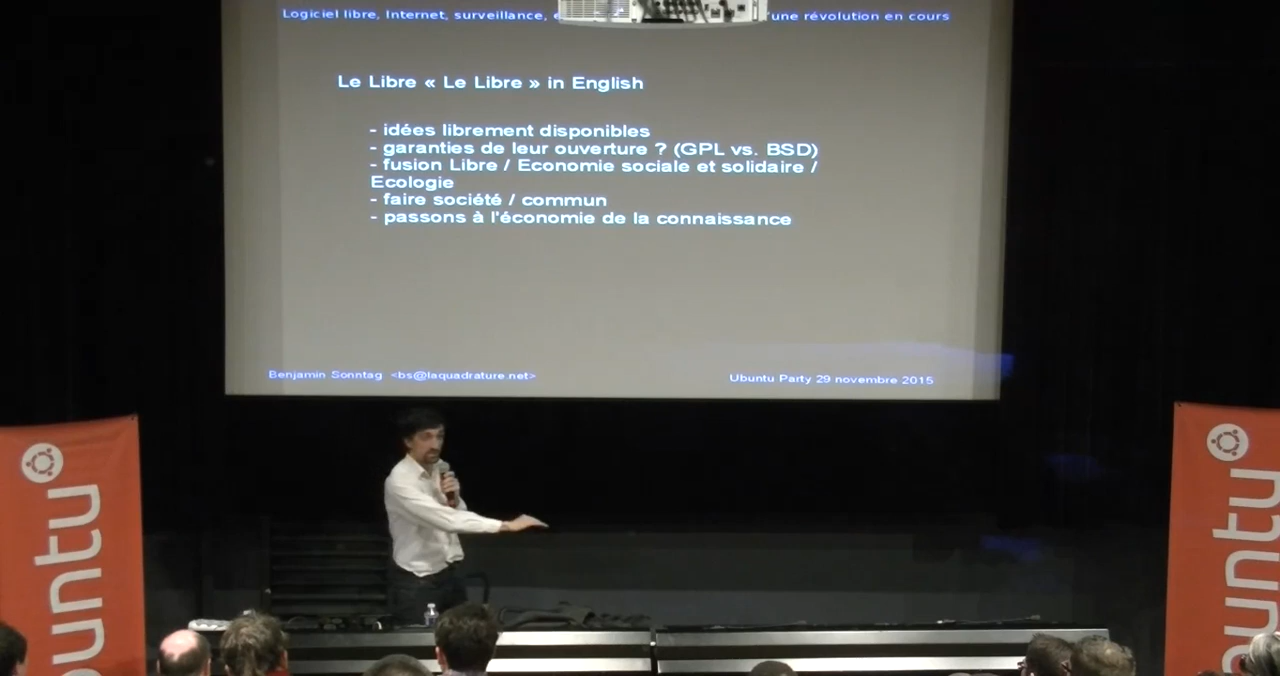 Logiciel libre, Internet, surveillance, 'une révolution en cours
Le Libre « Le Libre » in English
- idées librement disponibles
- garanties de leur ouverture ? (GPL vs. BSD)
- fusion Libre / Economie sociale et solidaire /
Ecologie
- faire société / commun
- passons à l'économie de la connaissance
Benjamin Sonntag <bs@laquadrature.net>
Ubuntu Party 29 novembre 2015
buntu
ountu